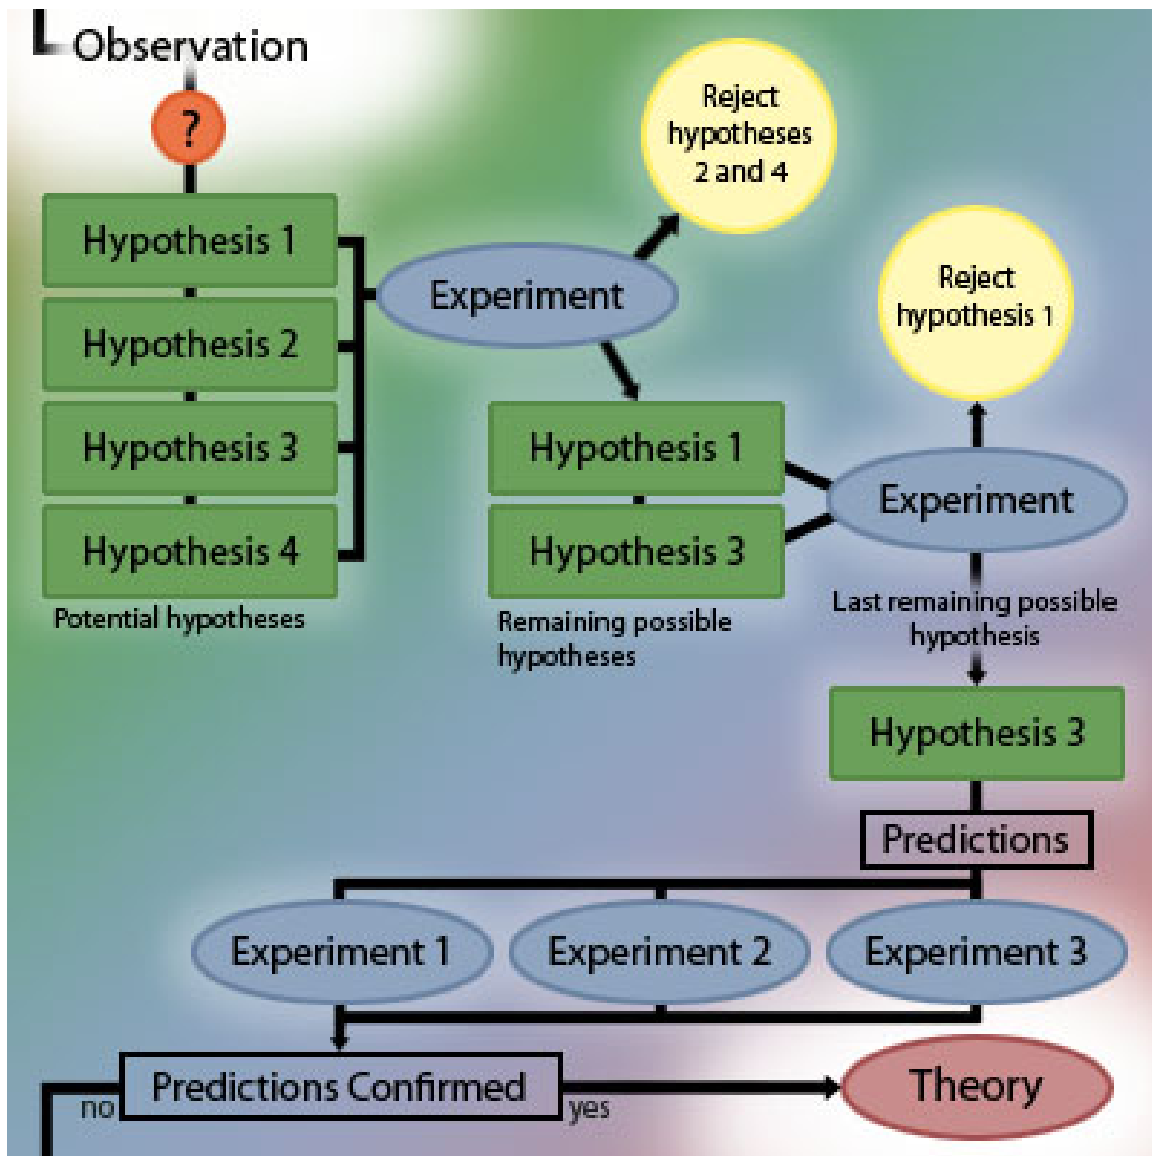 Observation
?
Hypothesis 1
Hypothesis 2
Hypothesis 3
Hypothesis 4
Potential hypotheses
Experiment
Reject
hypotheses
2 and 4
Hypothesis 1
Hypothesis 3
Remaining possible
hypotheses
Experiment
Reject
hypothesis 1
Last remaining possible
hypothesis
Hypothesis 3
Predictions
Experiment 1
Experiment 2
Experiment 3
Predictions Confirmed
no
yes
Theory